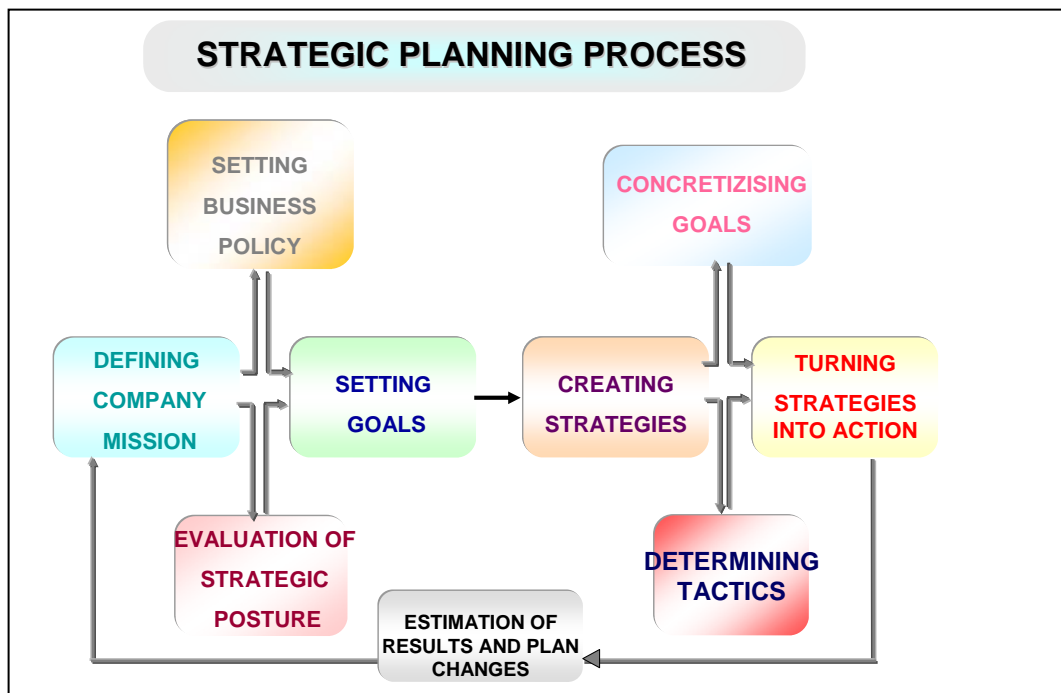 STRATEGIC PLANNING PROCESS
SETTING
BUSINESS
POLICY
CONCRETIZISING
GOALS
DEFINING
COMPANY
MISSION
SETTING
GOALS
CREATING
STRATEGIES
TURNING
STRATEGIES
INTO ACTION
EVALUATION OF
STRATEGIC
POSTURE
DETERMINING
TACTICS
ESTIMATION OF
RESULTS AND PLAN
CHANGES